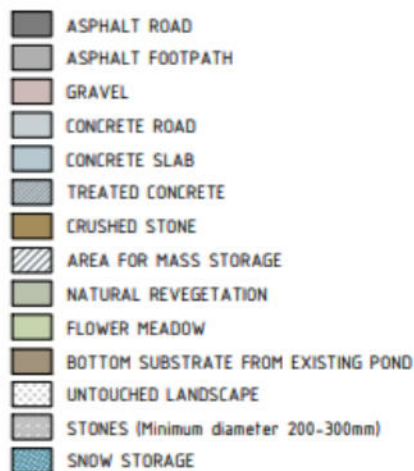 ASPHALT ROAD
ASPHALT FOOTPATH
GRAVEL
CONCRETE ROAD
CONCRETE SLAB
TREATED CONCRETE
CRUSHED STONE
AREA FOR MASS STORAGE
NATURAL REVEGETATION
FLOWER MEADOW
BOTTOM SUBSTRATE FROM EXISTING POND
UNTOUCHED LANDSCAPE
STONES (Minimum diameter 200-300mm)
SNOW STORAGE